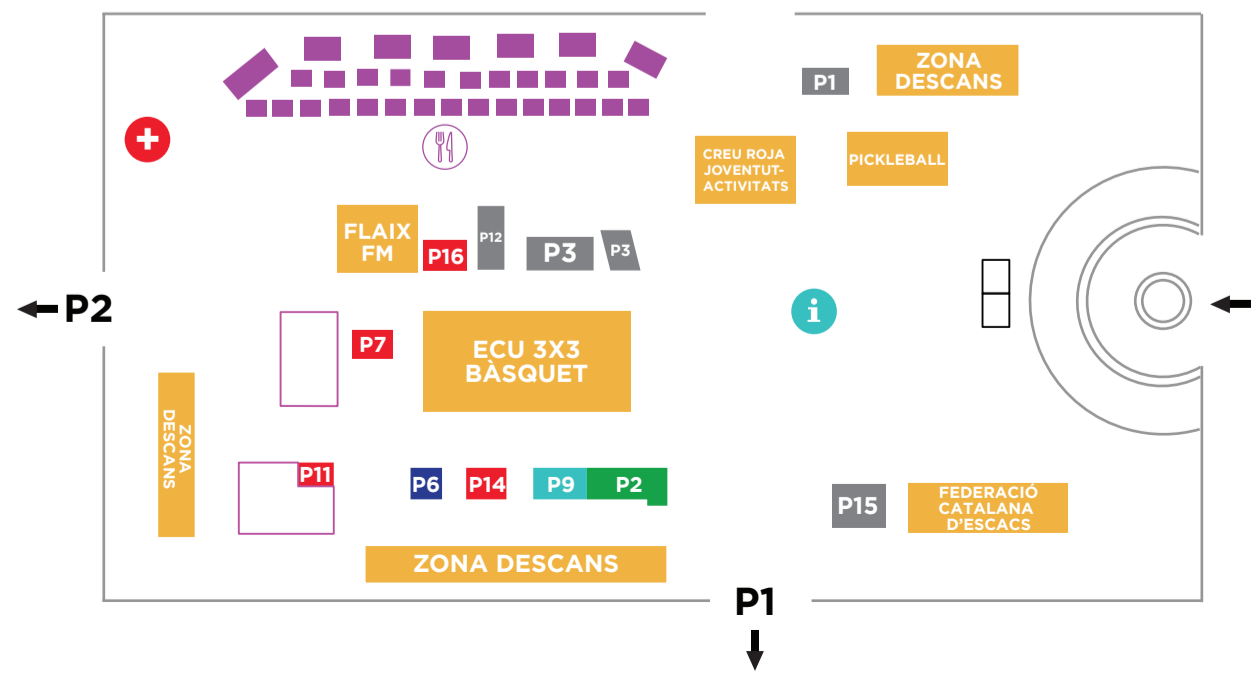 ZONA
DESCANS
P1
CREU ROJA
JOVENTUT-
ACTIVITATS
PICKLEBALL
FLAIX
FM
P16
P12
P3
P3
P2
i
P7
ECU 3X3
BÀSQUET
ZONA
DESCANS
P11
P6
P14
P9
P2
P15
FEDERACIÓ
CATALANA
D'ESCACS
ZONA DESCANS
P1